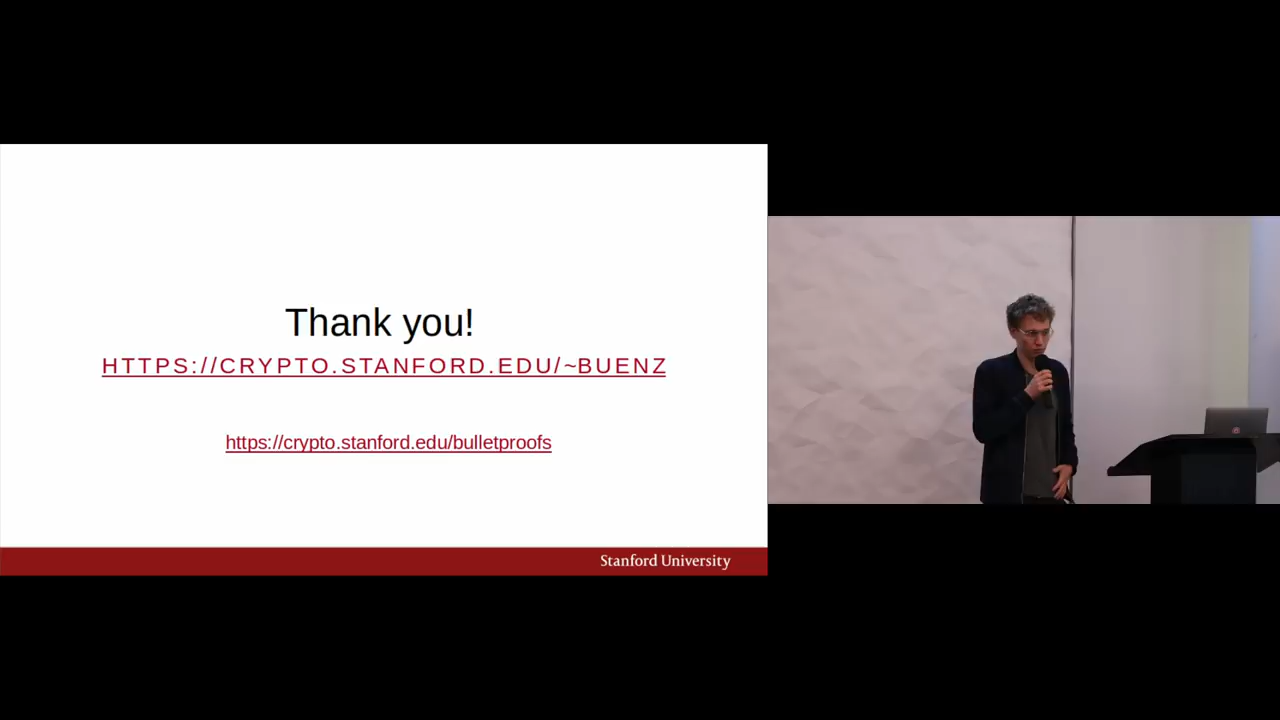 Thank you!
HTTPS://CRYPTO.STANFORD.EDU/~BUENZ
https://crypto.stanford.edu/bulletproofs
Stanford University